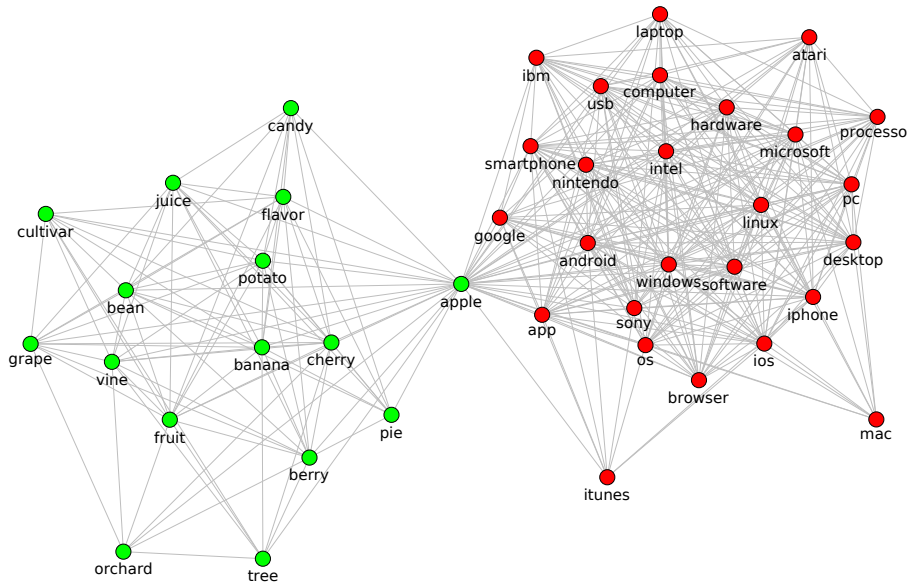 laptop
atari
ibm
computer
usb
hardware
processo
candy
microsoft
smartphone
intel
nintendo
juice
flavor
pc
cultivar
google
linux
android
desktop
potato
windows
software
bean
apple
iphone
app
sony
grape
banana
cherry
os
ios
vine
browser
fruit
pie
mac
berry
itunes
orchard
tree